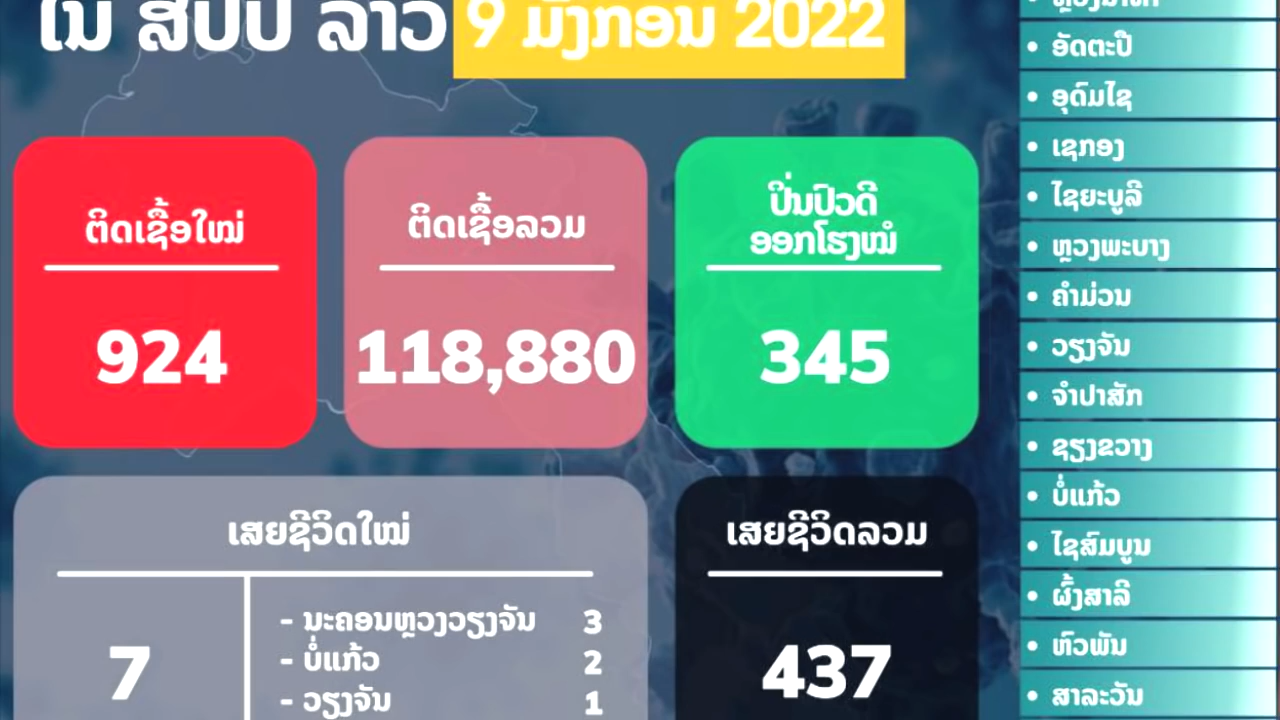 ໃນ ສປປ ລາວ 9 ມັງກອນ 2022
ຕິດເຊື້ອໃໝ່
924
ຕິດເຊື້ອລວມ
118,880
ປິ່ນປົວດີ
ອອກໂຮງໝໍ
345
ເສຍຊີວິດໃໝ່
7
- ນະຄອນຫຼວງວຽງຈັນ 3
- ບໍ່ແກ້ວ 2
- ວຽງຈັນ 1
ເສຍຊີວິດລວມ
437
• ອັດຕະປື
• ອຸດົມໄຊ
• ເຊກອງ
• ໄຊຍະບູລີ
• ຫຼວງພະບາງ
• ຄຳມ່ວນ
• ວຽງຈັນ
• ຈຳປາສັກ
• ຊຽງຂວາງ
• ບໍ່ແກ້ວ
• ໄຊສົມບູນ
• ຜົ້ງສາລີ
• ຫົວພັນ
• ສາລະວັນ